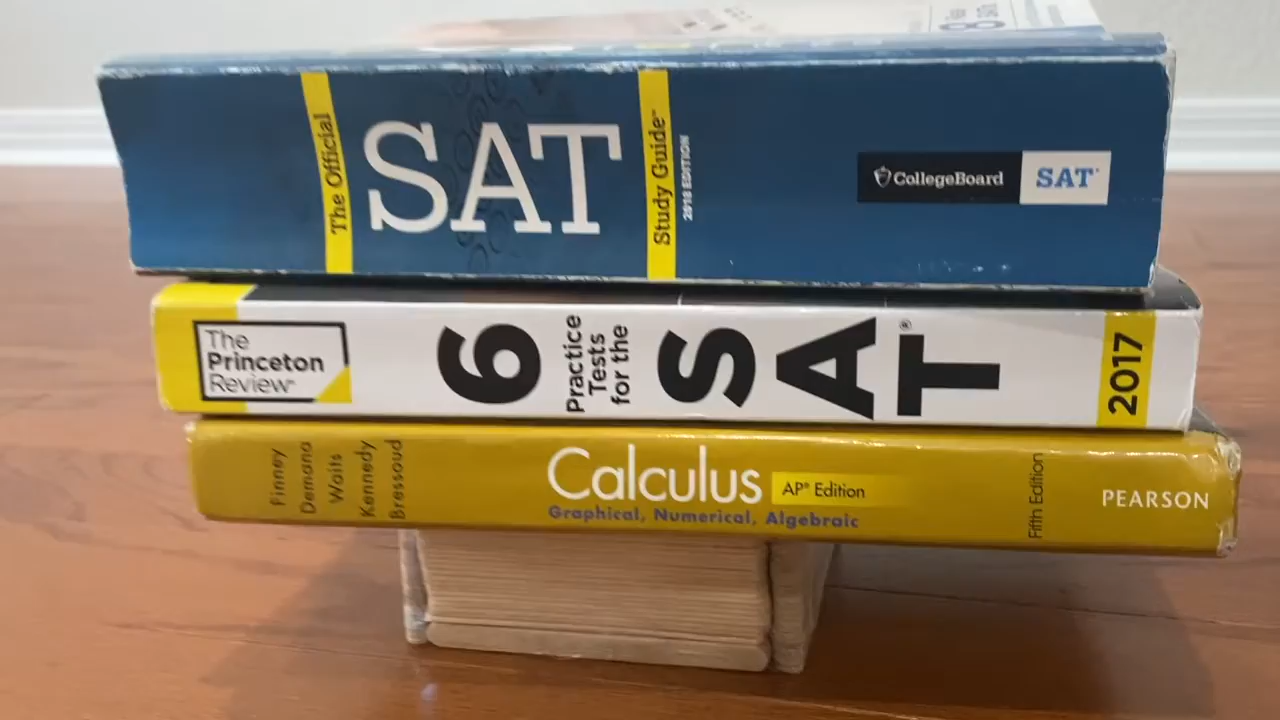 The Official
SAT
Study Guide™
2018 EDITION
CollegeBoard
SAT
The
Princeton
Review
6
Practice
Tests
for the
SAT®
2017
Finney
Demana
Waits
Kennedy
Bressoud
Calculus
AP® Edition
Graphical, Numerical, Algebraic
Fifth Edition
PEARSON